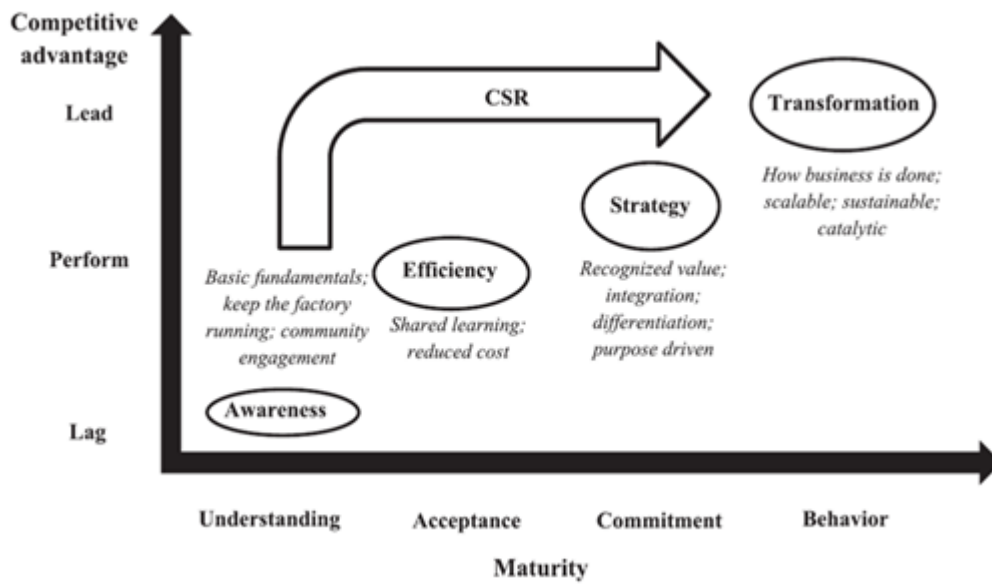 Competitive
advantage
Lead
CSR
Transformation
How business is done;
scalable; sustainable;
catalytic
Strategy
Perform
Efficiency
Recognized value;
integration;
differentiation;
purpose driven
Basic fundamentals;
keep the factory
running; community
engagement
Shared learning;
reduced cost
Awareness
Lag
Understanding
Acceptance
Commitment
Behavior
Maturity